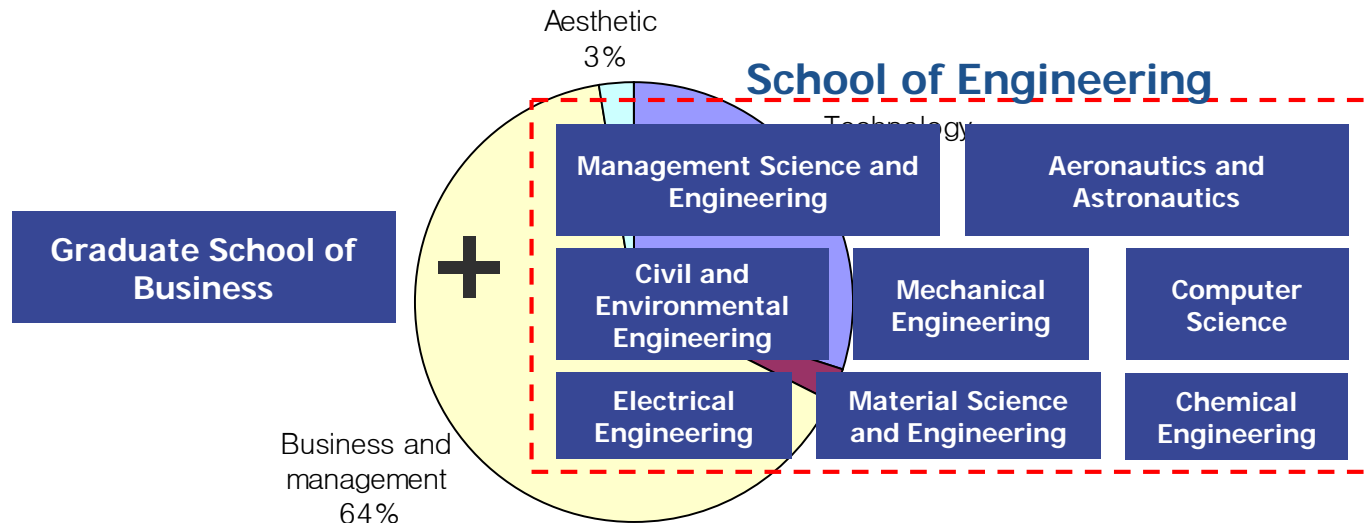 Aesthetic
3%
School of Engineering
Technology
Management Science and
Engineering
Aeronautics and
Astronautics
Graduate School of
Business
+
Civil and
Environmental
Engineering
Mechanical
Engineering
Computer
Science
Electrical
Engineering
Material Science
and Engineering
Chemical
Engineering
Business and
management
64%